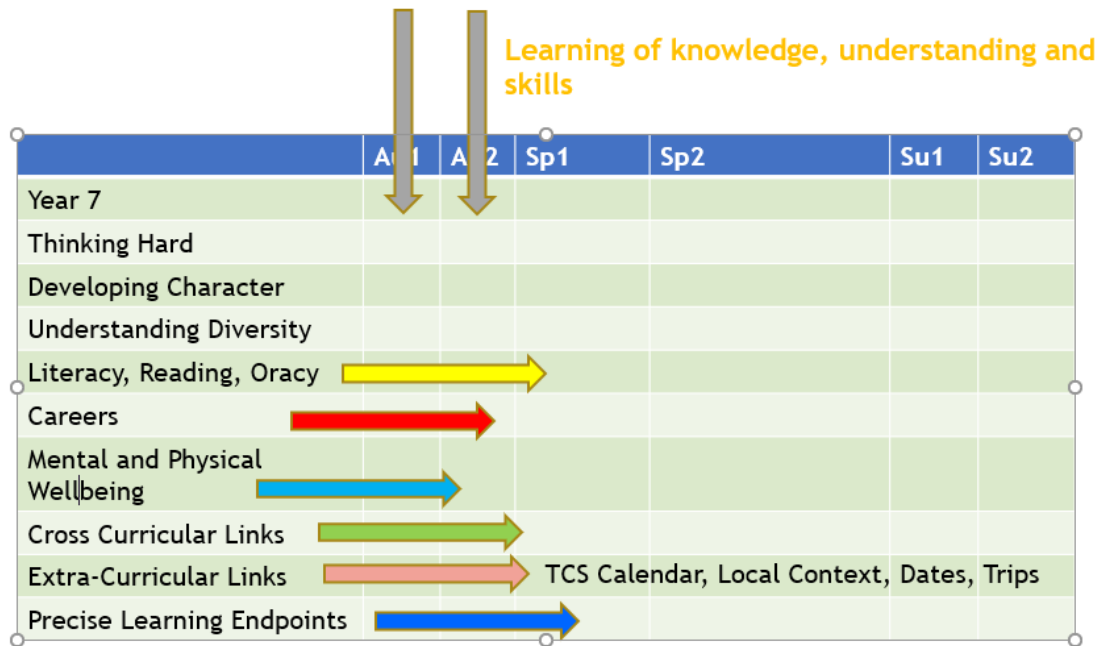 Learning of knowledge, understanding and
skills
Sp1 Sp2 Su1 Su2
Year 7
Thinking Hard
Developing Character
Understanding Diversity
Literacy, Reading, Oracy
Careers
Mental and Physical
Wellbeing
Cross Curricular Links
Extra-Curricular Links TCS Calendar, Local Context, Dates, Trips
Precise Learning Endpoints